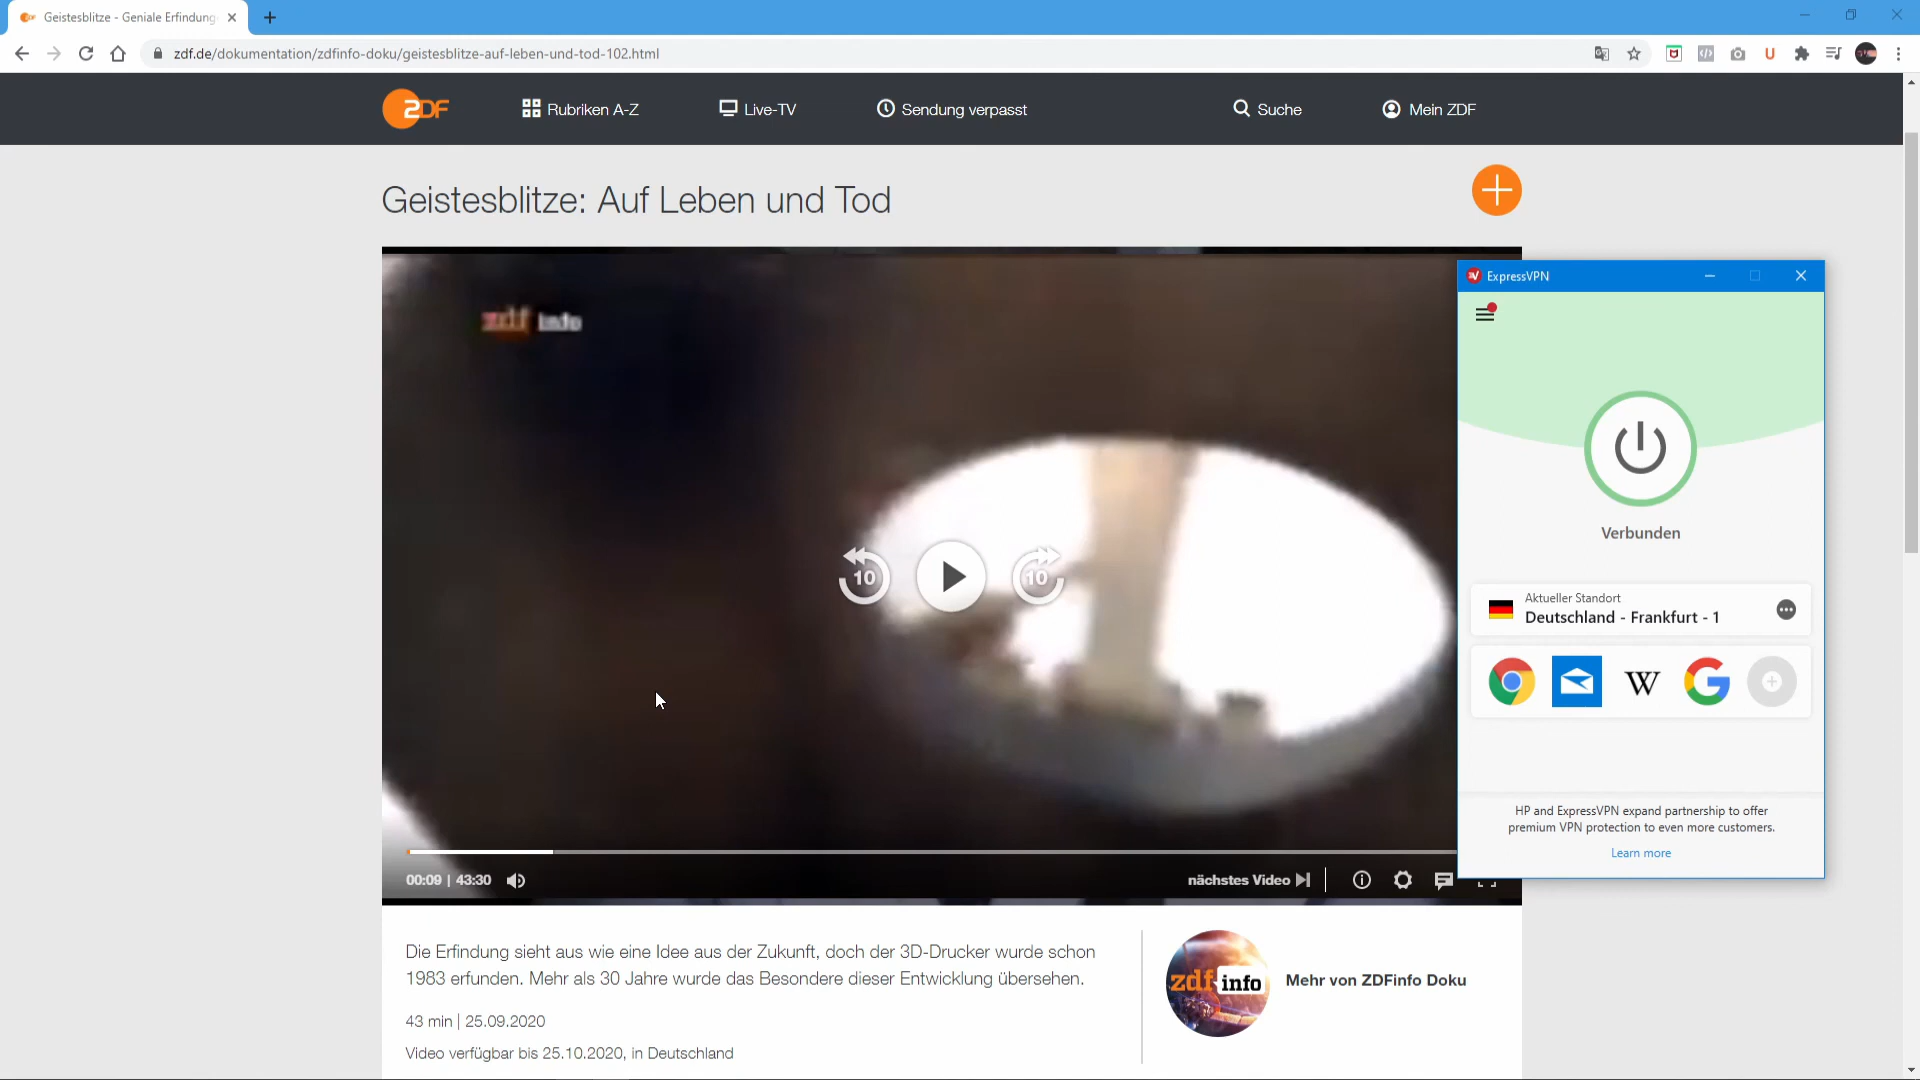 Geistesblitze - Geniale Erfindung
zdf.de/dokumentation/zdfinfo-doku/geistesblitze-auf-leben-und-tod-102.html
ZDF
Rubriken A-Z
Live-TV
Sendung verpasst
Suche
Mein ZDF
Geistesblitze: Auf Leben und Tod
zdf info
10
10
00:09 | 43:30
nächstes Video
ExpressVPN
Verbunden
Aktueller Standort
Deutschland - Frankfurt - 1
W
G
HP and ExpressVPN expand partnership to offer
premium VPN protection to even more customers.
Learn more
Die Erfindung sieht aus wie eine Idee aus der Zukunft, doch der 3D-Drucker wurde schon
1983 erfunden. Mehr als 30 Jahre wurde das Besondere dieser Entwicklung übersehen.
43 min | 25.09.2020
Video verfügbar bis 25.10.2020, in Deutschland
zdf info
Mehr von ZDFinfo Doku